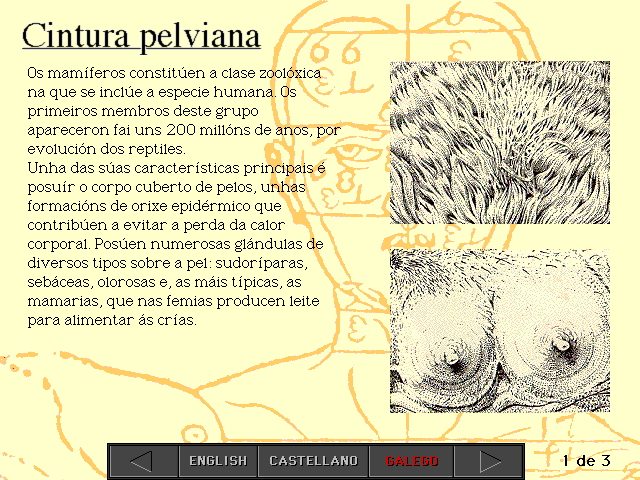 Cintura pelviana
Os mamíferos constitúen a clase zoolóxica
na que se inclúe a especie humana. Os
primeiros membros deste grupo
apareceron fai uns 200 millóns de anos, por
evolución dos reptiles.
Unha das súas características principais é
posuír o corpo cuberto de pelos, unhas
formacións de orixe epidérmico que
contribúen a evitar a perda da calor
corporal. Posúen numerosas glándulas de
diversos tipos sobre a pel: sudoríparas,
sebáceas, olorosas e, as máis típicas, as
mamarias, que nas femias producen leite
para alimentar ás crías.
ENGLISH CASTELLANO GALEGO 1 de 3